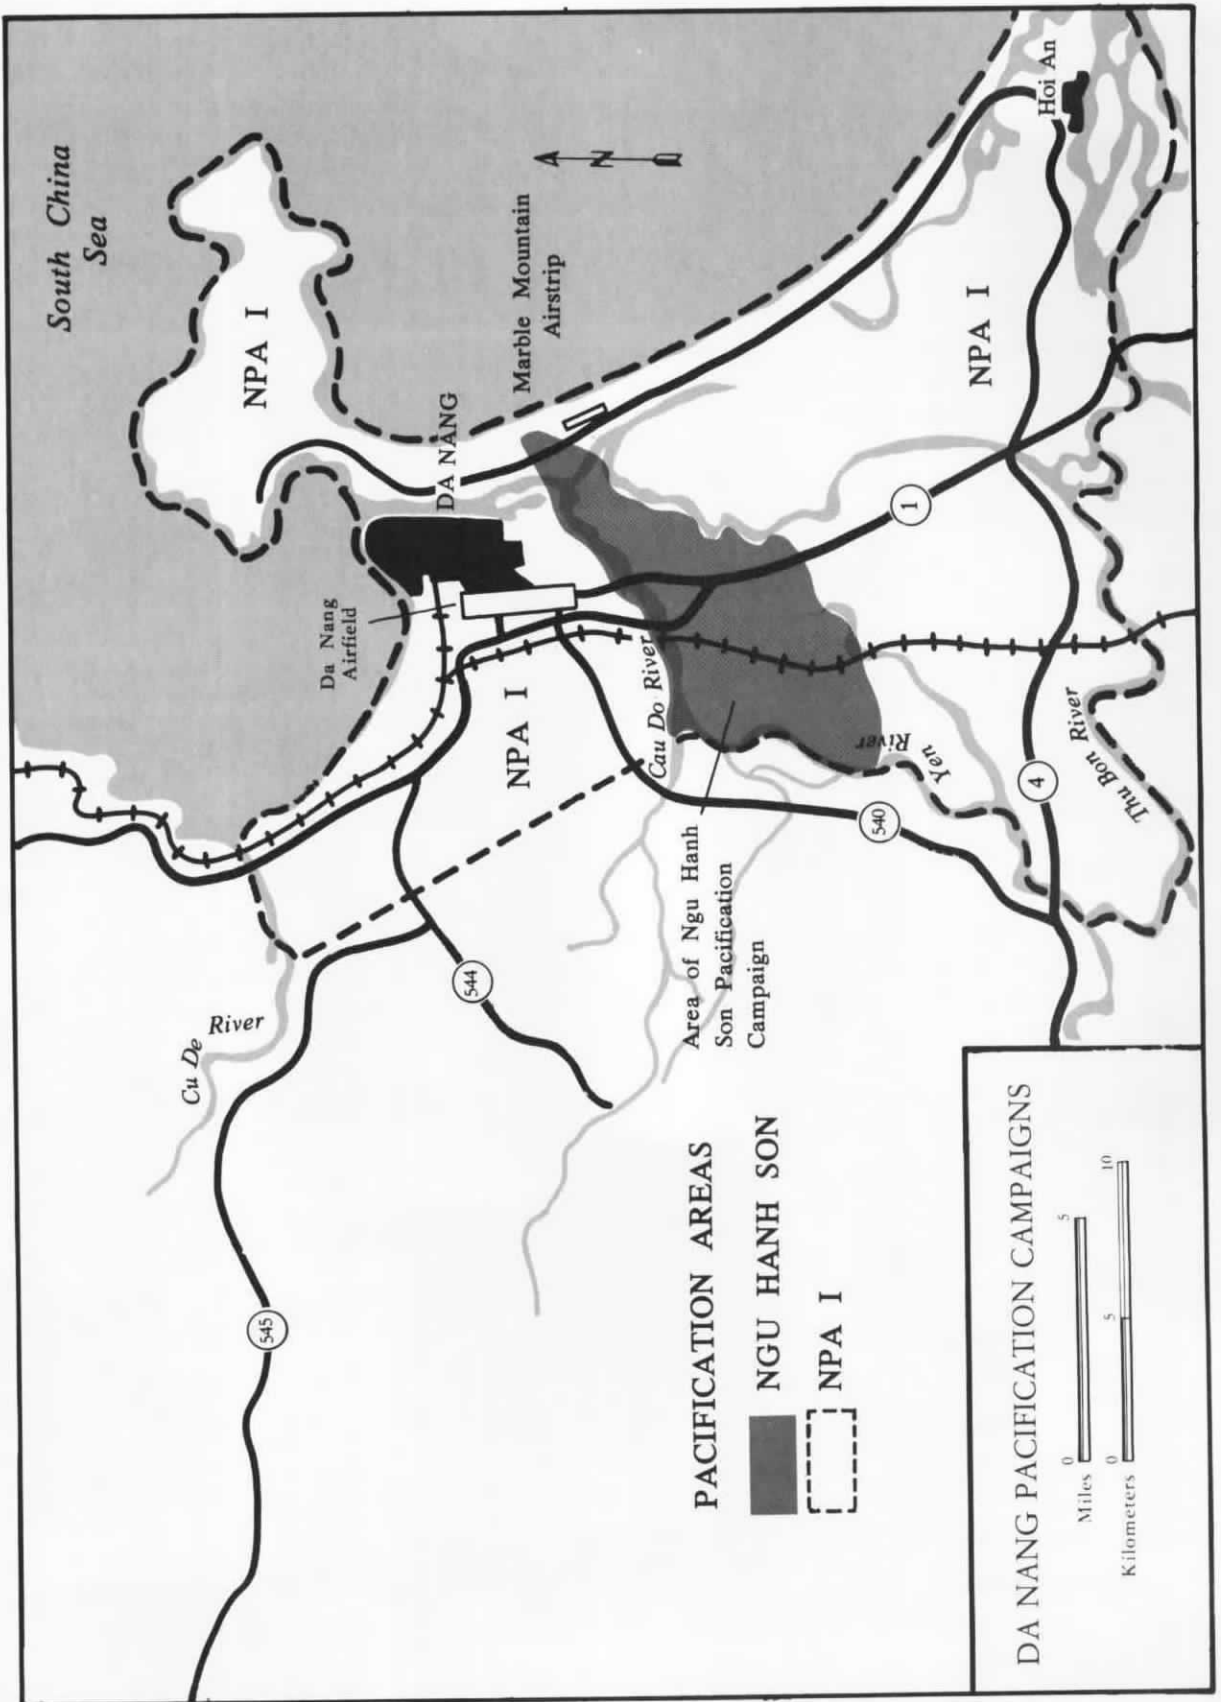 South China
Sea
NPA I
N
Marble Mountain
Airstrip
DA NANG
Da Nang
Airfield
Hoi An
NPA I
1
NPA I
Cau Do River
Yen River
Thu Bon River
4
540
Area of Ngu Hanh
Son Pacification
Campaign
544
Cu De River
545
PACIFICATION AREAS
NGU HANH SON
NPA I
DA NANG PACIFICATION CAMPAIGNS
0 5
Miles
0 5 10
Kilometers